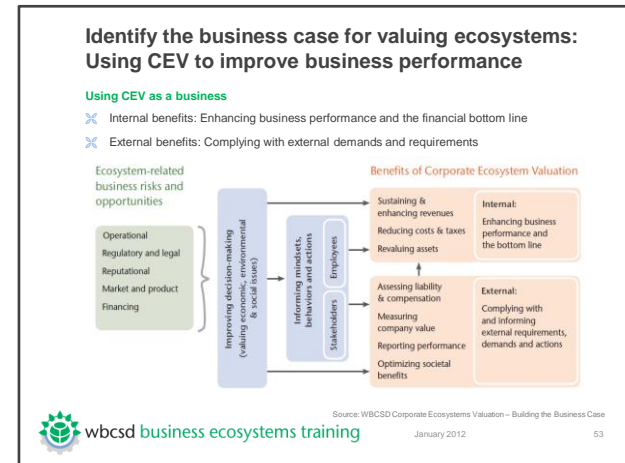 Identify the business case for valuing ecosystems:
Using CEV to improve business performance
Using CEV as a business
Internal benefits: Enhancing business performance and the financial bottom line
External benefits: Complying with external demands and requirements
Ecosystem-related
business risks and
opportunities
Operational
Regulatory and legal
Reputational
Market and product
Financing
Improving decision-making
(valuing economic, environmental
& social issues)
Informing mindsets,
behaviors and actions
Employees
Stakeholders
Benefits of Corporate Ecosystem Valuation
Sustaining &
enhancing revenues
Reducing costs & taxes
Revaluing assets
Internal:
Enhancing business
performance and
the bottom line
Assessing liability
& compensation
Measuring
company value
Reporting performance
Optimizing societal
benefits
External:
Complying with
and informing
external requirements,
demands and actions
Source: WBCSD Corporate Ecosystems Valuation – Building the Business Case
wbcsd business ecosystems training
January 2012
53